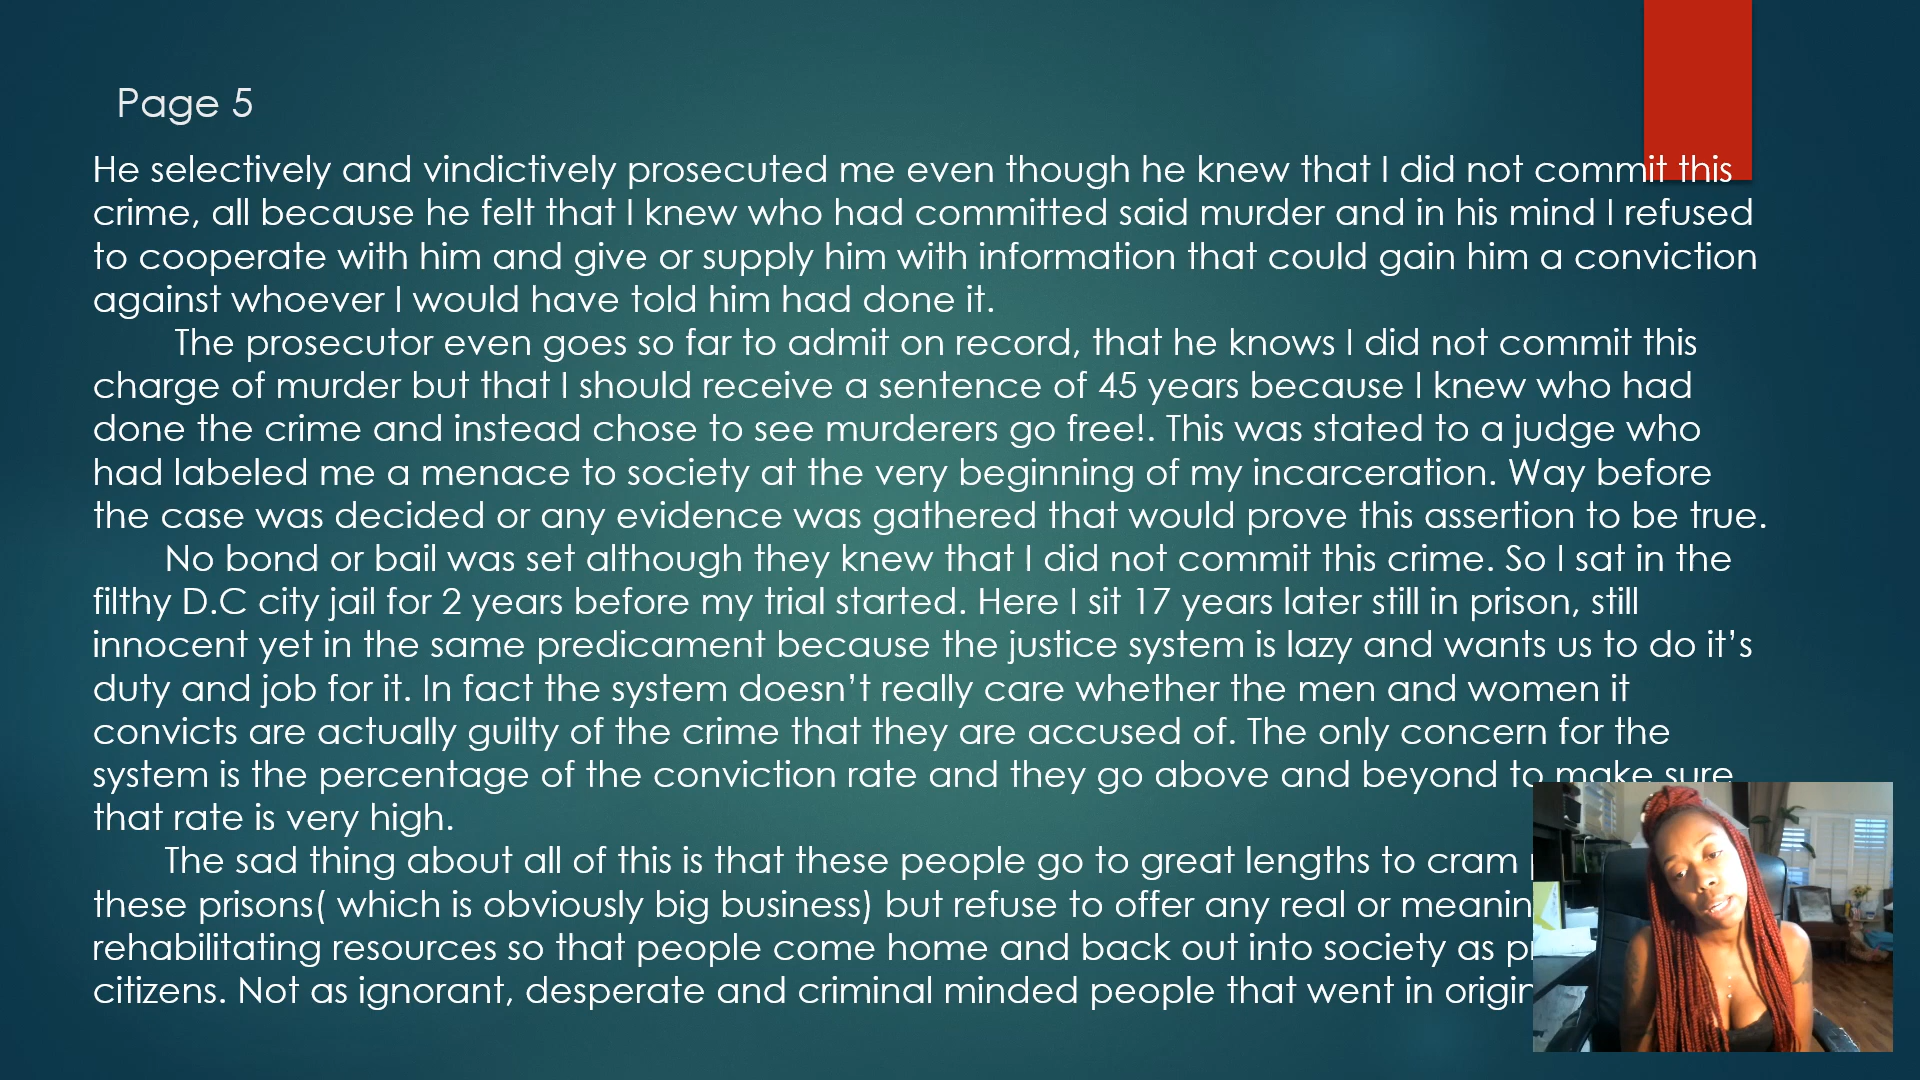 Page 5
He selectively and vindictively prosecuted me even though he knew that I did not commit this
crime, all because he felt that I knew who had committed said murder and in his mind I refused
to cooperate with him and give or supply him with information that could gain him a conviction
against whoever I would have told him had done it.
The prosecutor even goes so far to admit on record, that he knows I did not commit this
charge of murder but that I should receive a sentence of 45 years because I knew who had
done the crime and instead chose to see murderers go free!. This was stated to a judge who
had labeled me a menace to society at the very beginning of my incarceration. Way before
the case was decided or any evidence was gathered that would prove this assertion to be true.
No bond or bail was set although they knew that I did not commit this crime. So I sat in the
filthy D.C city jail for 2 years before my trial started. Here I sit 17 years later still in prison, still
innocent yet in the same predicament because the justice system is lazy and wants us to do it’s
duty and job for it. In fact the system doesn’t really care whether the men and women it
convicts are actually guilty of the crime that they are accused of. The only concern for the
system is the percentage of the conviction rate and they go above and beyond to make sure
that rate is very high.
The sad thing about all of this is that these people go to great lengths to cram
these prisons( which is obviously big business) but refuse to offer any real or
rehabilitating resources so that people come home and back out into society as
citizens. Not as ignorant, desperate and criminal minded people that went in